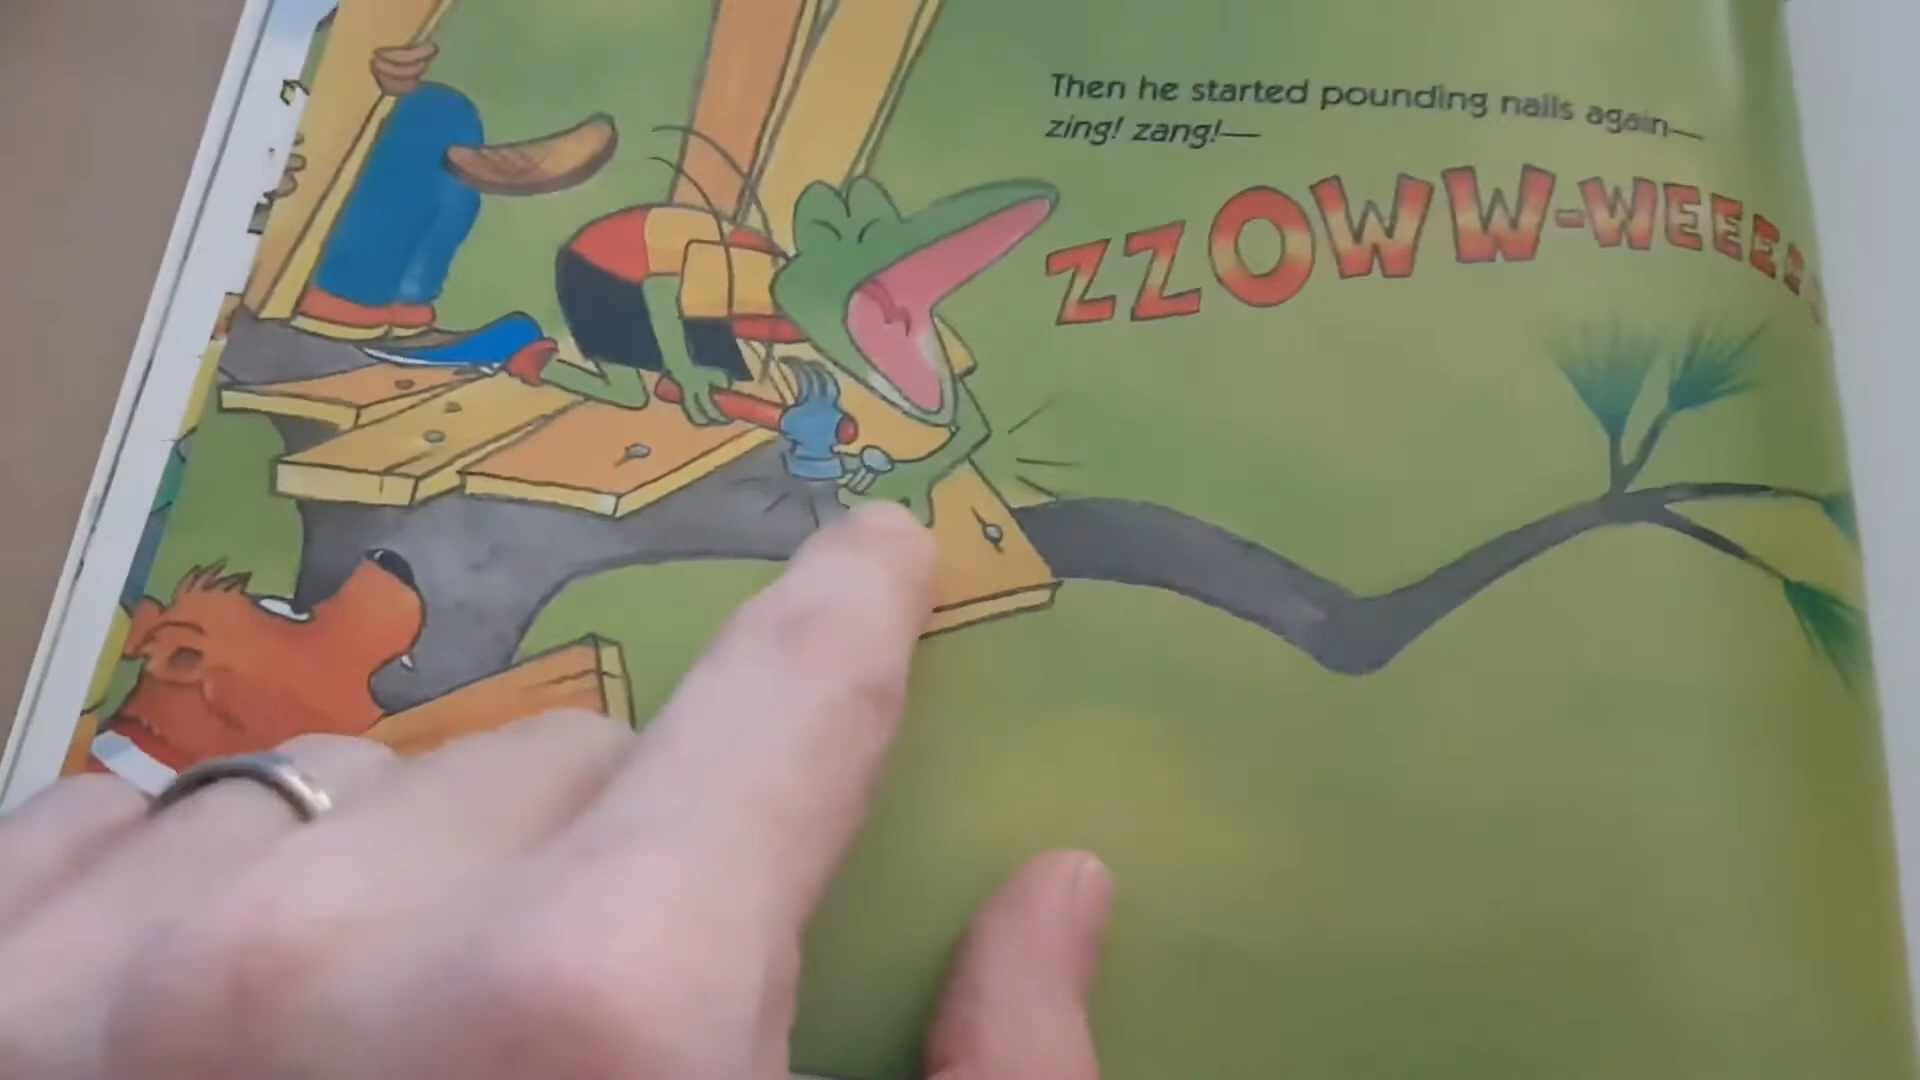 Then he started pounding nails again—
zing! zang!—
ZZOWW-WEEE